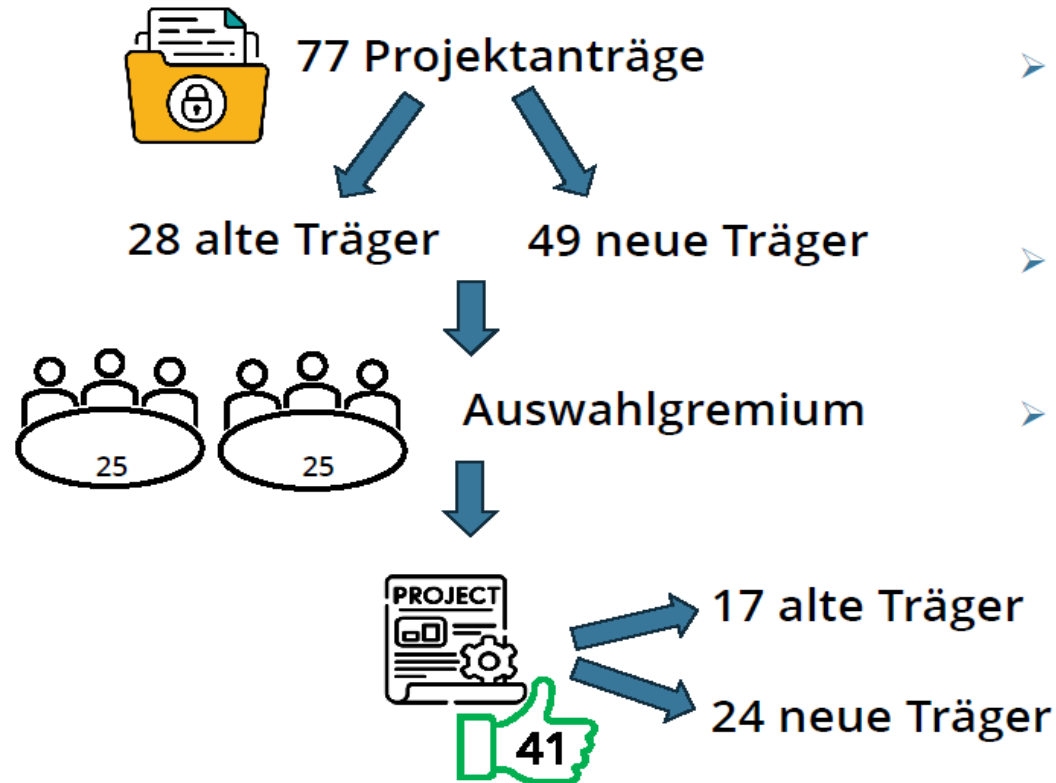 77 Projektanträge
28 alte Träger
49 neue Träger
Auswahlgremium
25
25
PROJECT
17 alte Träger
41
24 neue Träger